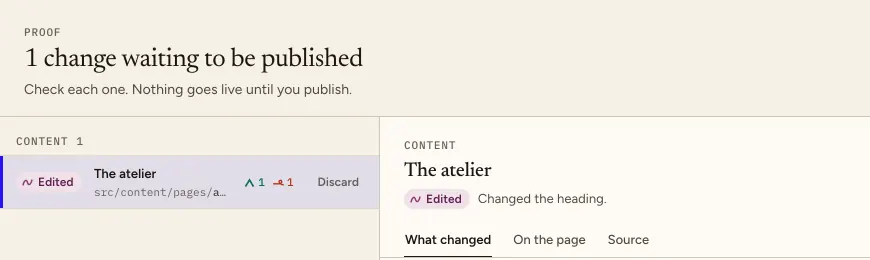 PROOF
1 change waiting to be published
Check each one. Nothing goes live until you publish.
CONTENT 1
Edited
The atelier
src/content/pages/a…
1
1
Discard
CONTENT
The atelier
Edited Changed the heading.
What changed On the page Source